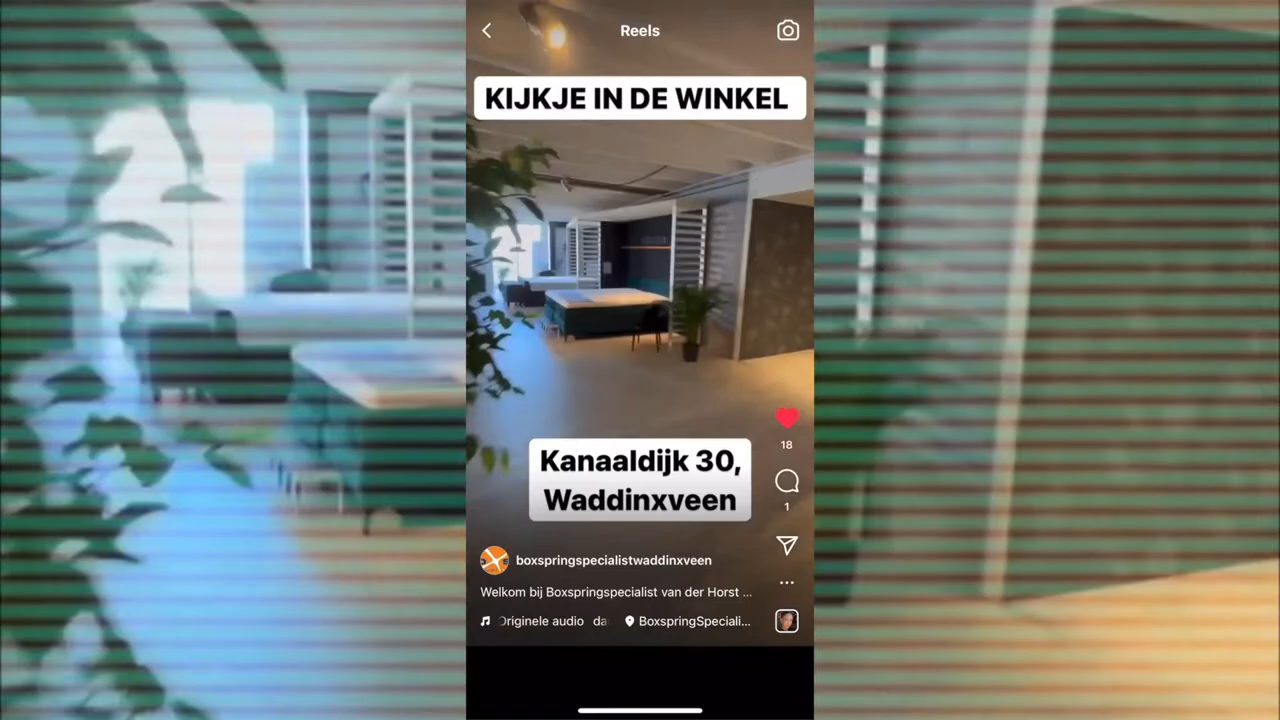 Reels
KIJKJE IN DE WINKEL
Kanaaldijk 30,
Waddinxveen
18
1
boxspringspecialistwaddinxveen
Welkom bij Boxspringspecialist van der Horst ...
Originele audio da
BoxspringSpeciali...